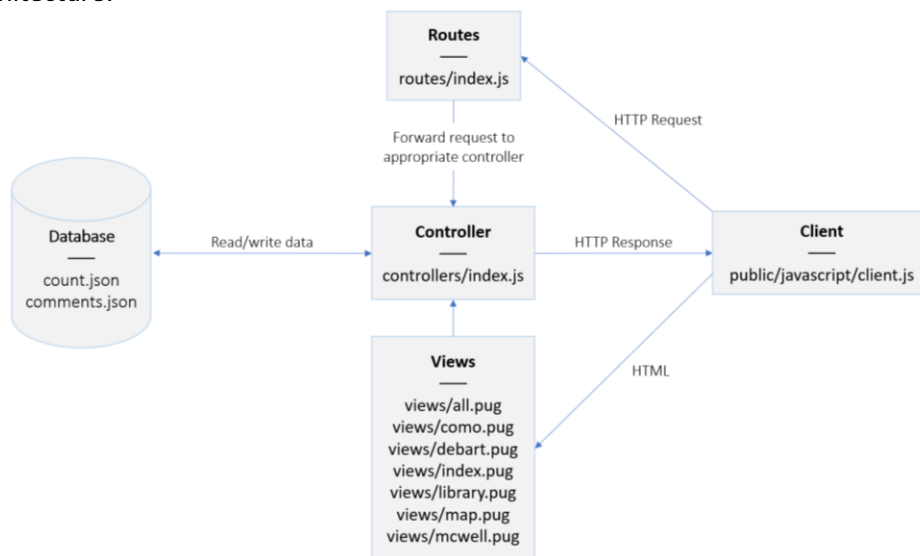 Routes
routes/index.js
HTTP Request
Forward request to
appropriate controller
Database
count.json
comments.json
Read/write data
Controller
controllers/index.js
HTTP Response
Client
public/javascript/client.js
HTML
Views
views/all.pug
views/como.pug
views/debart.pug
views/index.pug
views/library.pug
views/map.pug
views/mcwell.pug